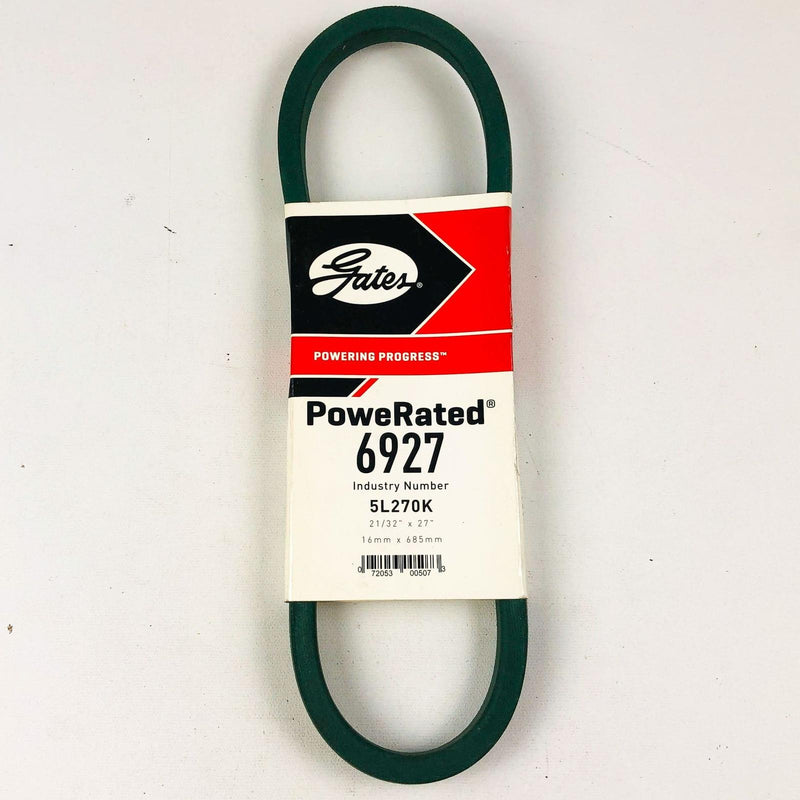 Gates®
POWERING PROGRESS™
PoweRated®
6927
Industry Number
5L270K
21/32" x 27"
16mm x 685mm
0 72053 00507 3